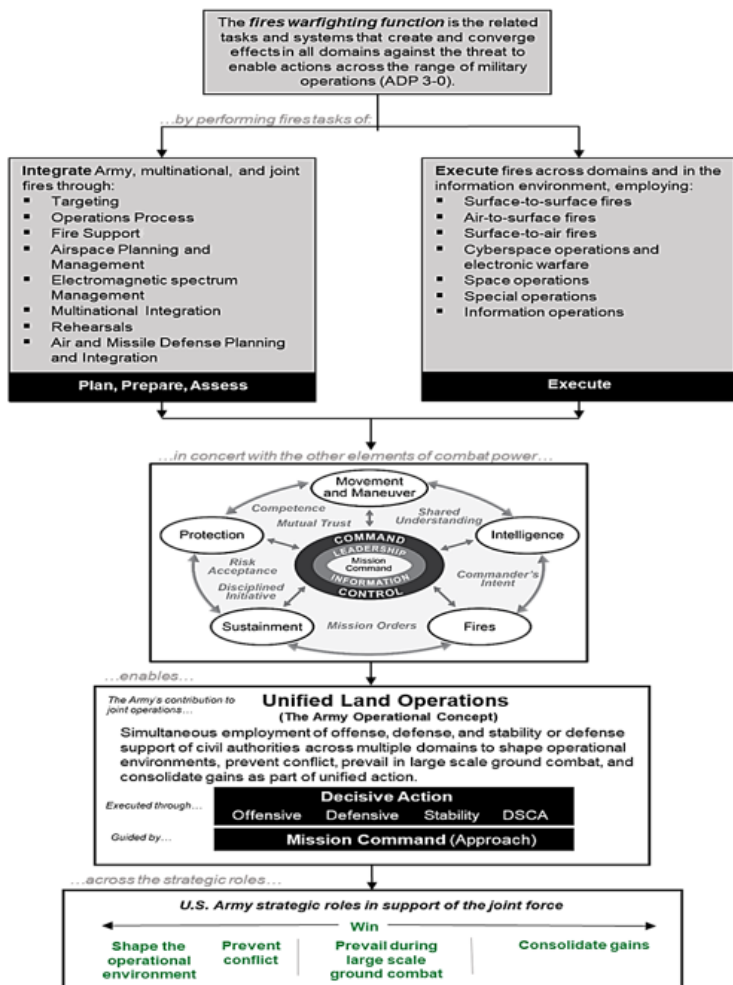 The fires warfighting function is the related
tasks and systems that create and converge
effects in all domains against the threat to
enable actions across the range of military
operations (ADP 3-0).
…by performing fires tasks of:
Integrate Army, multinational, and joint
fires through:
▪ Targeting
▪ Operations Process
▪ Fire Support
▪ Airspace Planning and
Management
▪ Electromagnetic spectrum
Management
▪ Multinational Integration
▪ Rehearsals
▪ Air and Missile Defense Planning
and Integration
Plan, Prepare, Assess
Execute fires across domains and in the
information environment, employing:
▪ Surface-to-surface fires
▪ Air-to-surface fires
▪ Surface-to-air fires
▪ Cyberspace operations and
electronic warfare
▪ Space operations
▪ Special operations
▪ Information operations
Execute
…in concert with the other elements of combat power…
Movement
and Maneuver
Competence
Mutual Trust
Shared
Understanding
Protection
Intelligence
COMMAND
LEADERSHIP
Mission
Command
INFORMATION
CONTROL
Risk
Acceptance
Disciplined
Initiative
Commander's
Intent
Sustainment
Mission Orders
Fires
…enables…
The Army's contribution to
joint operations…
Unified Land Operations
(The Army Operational Concept)
Simultaneous employment of offense, defense, and stability or defense
support of civil authorities across multiple domains to shape operational
environments, prevent conflict, prevail in large scale ground combat, and
consolidate gains as part of unified action.
Executed through…
Decisive Action
Offensive Defensive Stability DSCA
Guided by…
Mission Command (Approach)
…across the strategic roles…
U.S. Army strategic roles in support of the joint force
Win
Shape the
operational
environment
Prevent
conflict
Prevail during
large scale
ground combat
Consolidate gains